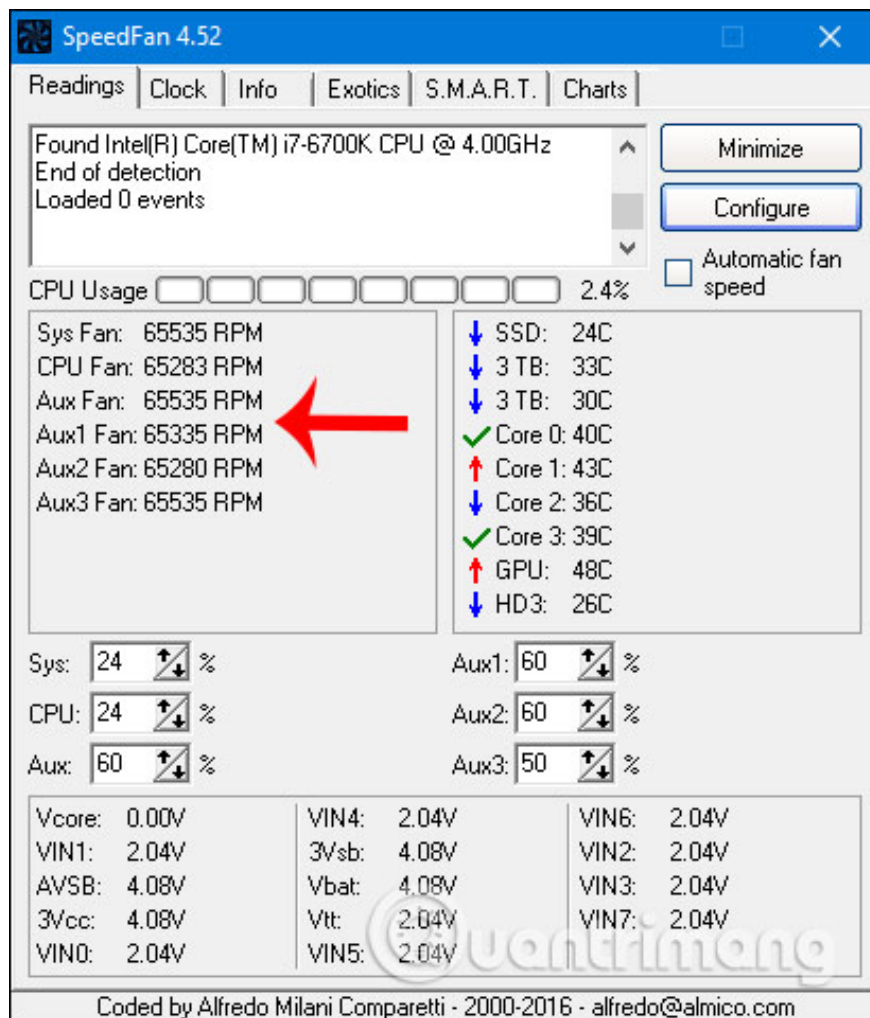 SpeedFan 4.52
Readings Clock Info Exotics S.M.A.R.T. Charts
Found Intel(R) Core(TM) i7-6700K CPU @ 4.00GHz
End of detection
Loaded 0 events
Minimize
Configure
Automatic fan
speed
CPU Usage 2.4%
Sys Fan: 65535 RPM
CPU Fan: 65283 RPM
Aux Fan: 65535 RPM
Aux1 Fan: 65335 RPM
Aux2 Fan: 65280 RPM
Aux3 Fan: 65535 RPM
SSD: 24C
3 TB: 33C
3 TB: 30C
Core 0: 40C
Core 1: 43C
Core 2: 36C
Core 3: 39C
GPU: 48C
HD3: 26C
Sys: 24 %
CPU: 24 %
Aux: 60 %
Aux1: 60 %
Aux2: 60 %
Aux3: 50 %
Vcore: 0.00V
VIN1: 2.04V
AVSB: 4.08V
3Vcc: 4.08V
VIN0: 2.04V
VIN4: 2.04V
3Vsb: 4.08V
Vbat: 4.08V
Vtt: 2.04V
VIN5: 2.04V
VIN6: 2.04V
VIN2: 2.04V
VIN3: 2.04V
VIN7: 2.04V
Quantrimang
Coded by Alfredo Milani Comparetti - 2000-2016 - alfredo@almico.com